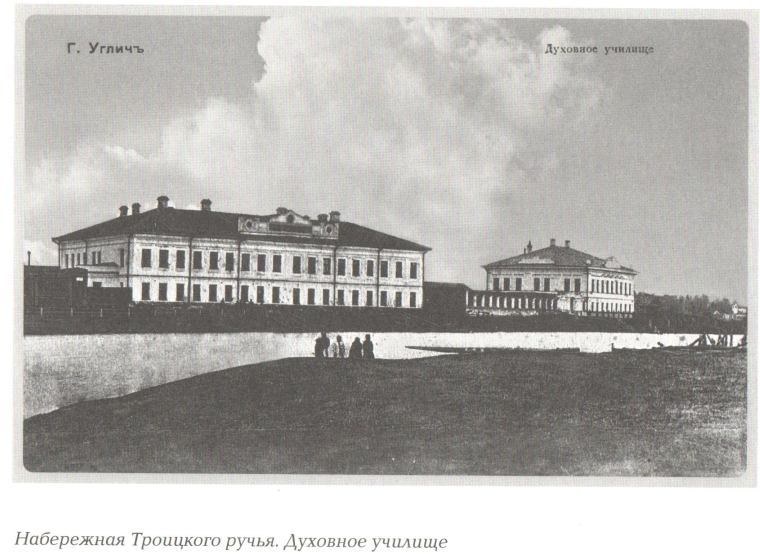 Г. Угличъ
Духовное училище
Набережная Троицкого ручья. Духовное училище